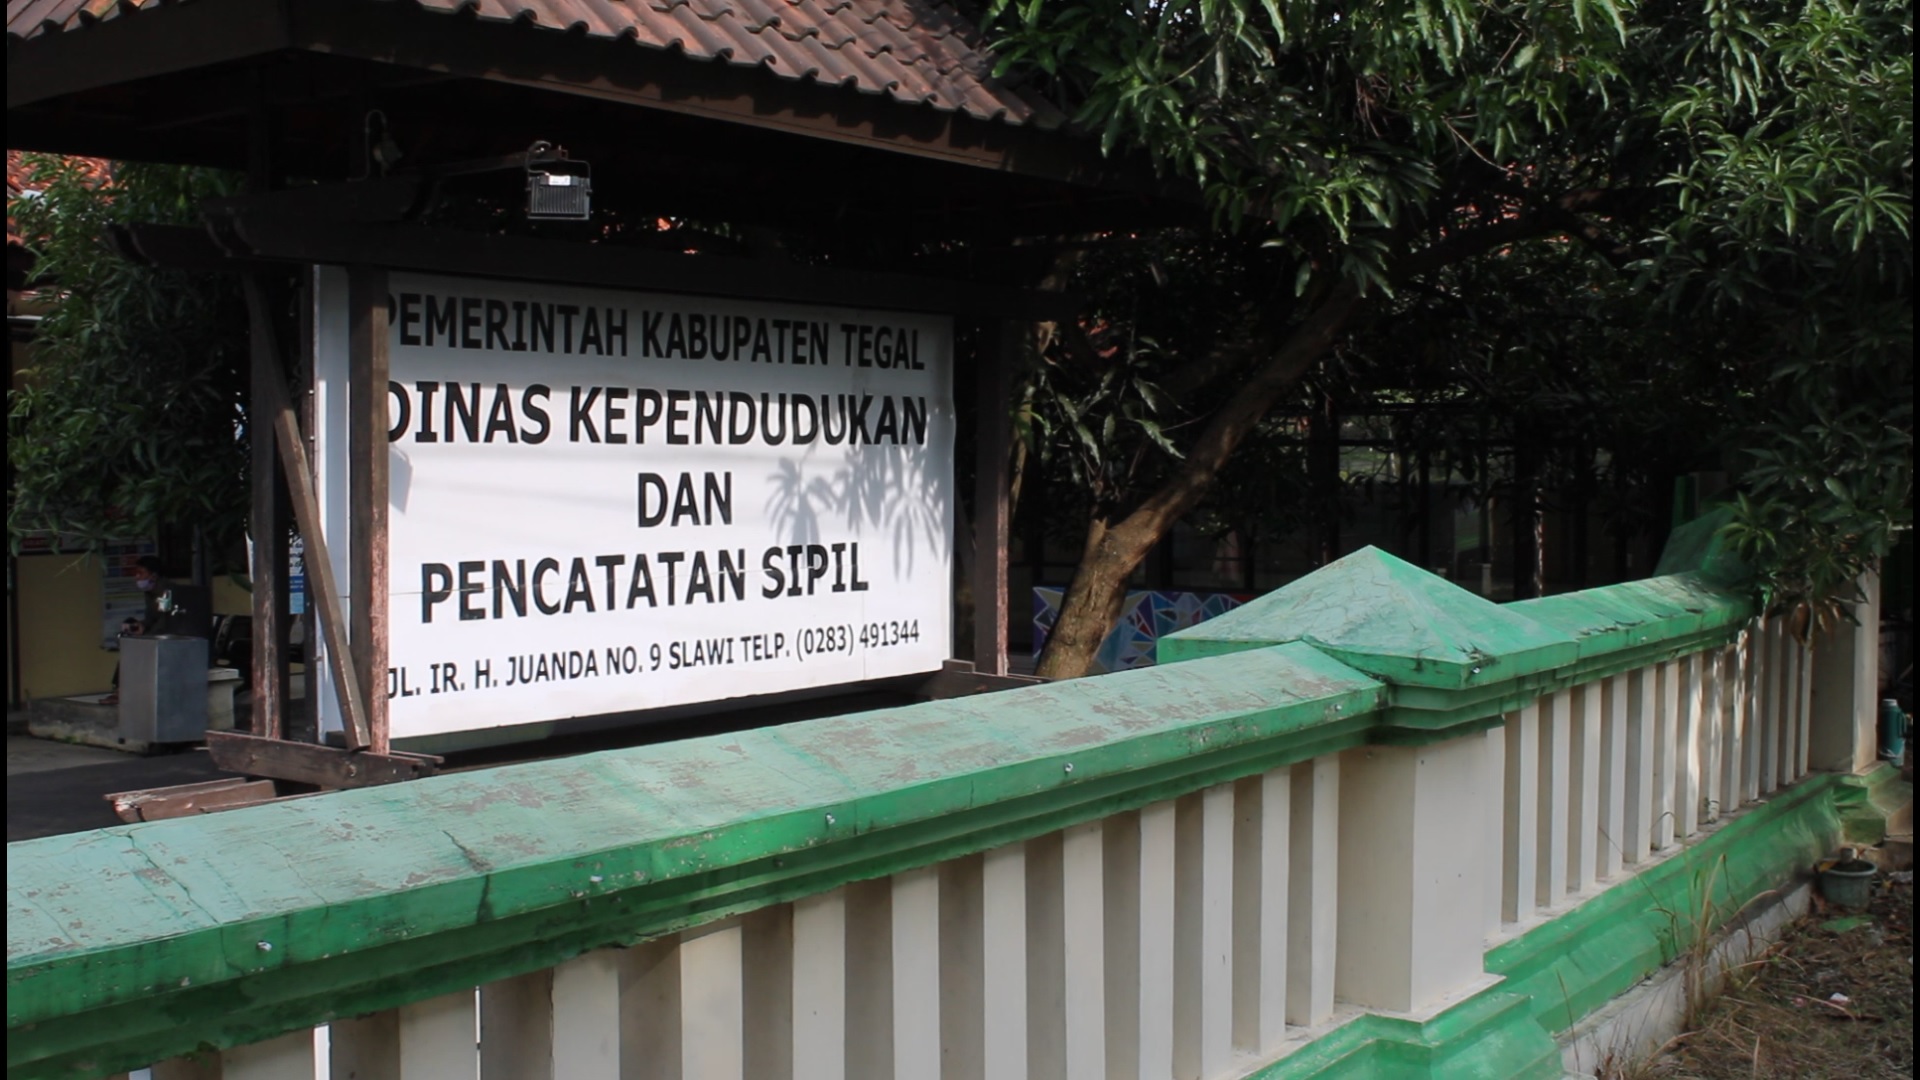 PEMERINTAH KABUPATEN TEGAL
DINAS KEPENDUDUKAN
DAN
PENCATATAN SIPIL
JL. IR. H. JUANDA NO. 9 SLAWI TELP. (0283) 491344